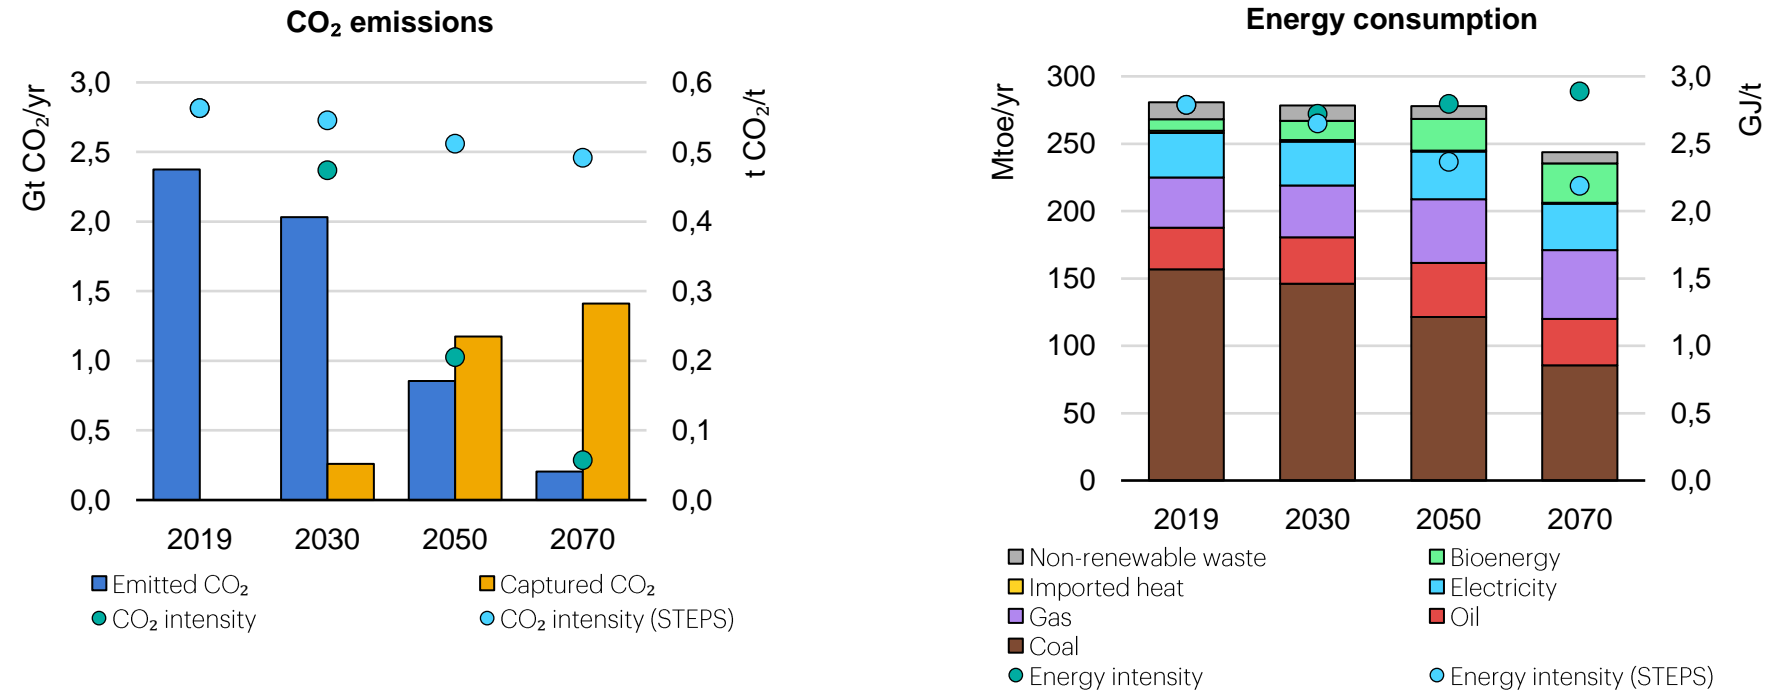 CO₂ emissions
Gt CO₂/yr
3,0
2,5
2,0
1,5
1,0
0,5
0,0
0,6
0,5
0,4
0,3
0,2
0,1
0,0
t CO₂/t
2019 2030 2050 2070
Emitted CO₂ Captured CO₂
CO₂ intensity CO₂ intensity (STEPS)
Energy consumption
Mtoe/yr
300
250
200
150
100
50
0
3,0
2,5
2,0
1,5
1,0
0,5
0,0
GJ/t
2019 2030 2050 2070
Non-renewable waste Bioenergy
Imported heat Electricity
Gas Oil
Coal
Energy intensity Energy intensity (STEPS)